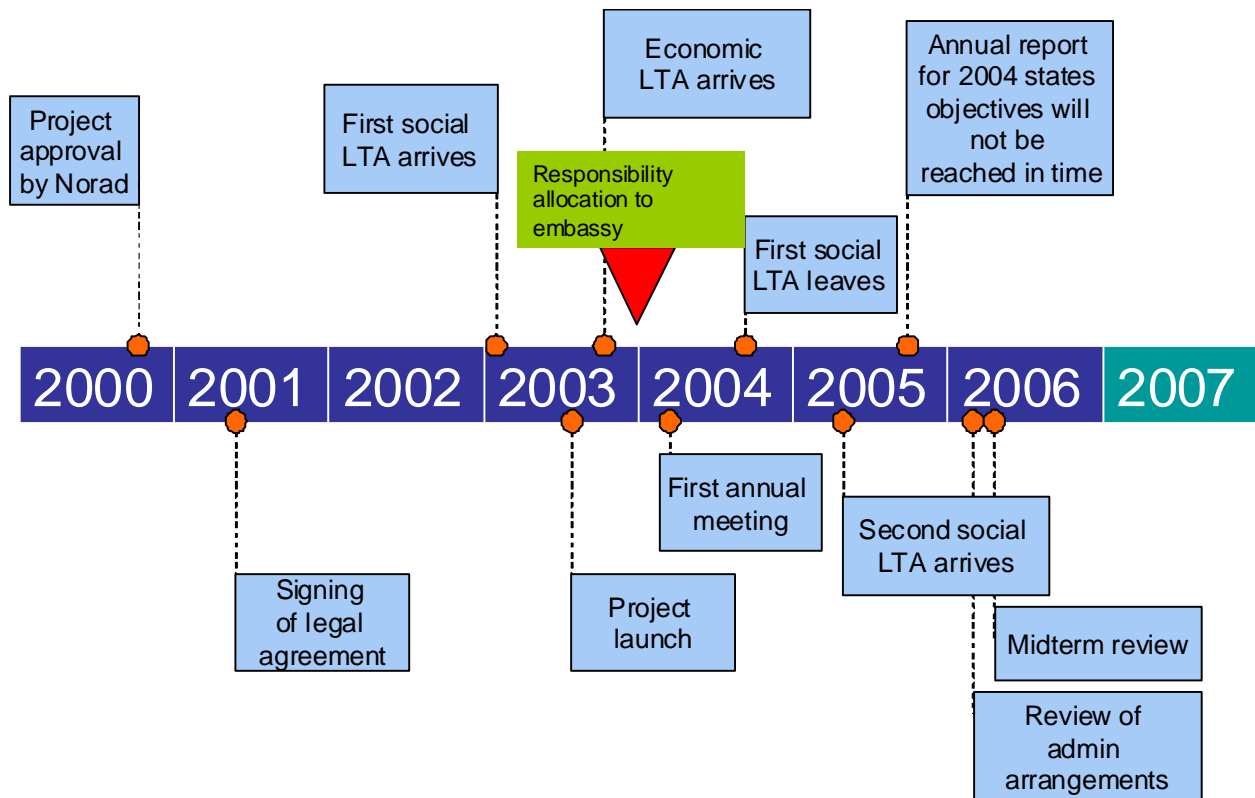 Project
approval
by Norad
First social
LTA arrives
Economic
LTA arrives
Responsibility
allocation to
embassy
First social
LTA leaves
Annual report
for 2004 states
objectives will
not be
reached in time
2000 2001 2002 2003 2004 2005 2006 2007
Signing
of legal
agreement
Project
launch
First annual
meeting
Second social
LTA arrives
Midterm review
Review of
admin
arrangements